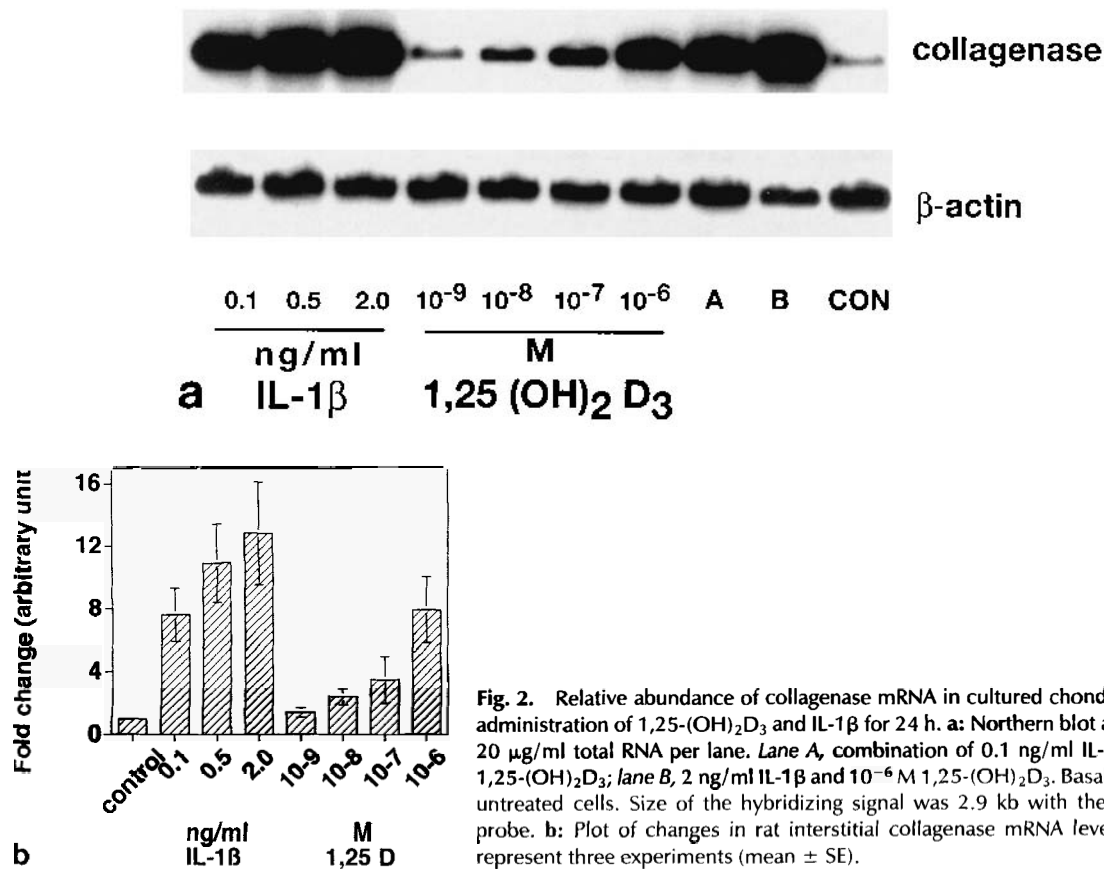 collagenase
β-actin
0.1 0.5 2.0 10-9 10-8 10-7 10-6 A B CON
ng/ml M
a IL-1β 1,25 (OH)2 D3
Fold change (arbitrary unit
16
12
8
4
0
control 0.1 0.5 2.0 10-9 10-8 10-7 10-6
ng/ml M
b IL-1β 1,25 D
Fig. 2. Relative abundance of collagenase mRNA in cultured chond
administration of 1,25-(OH)2D3 and IL-1β for 24 h. a: Northern blot a
20 μg/ml total RNA per lane. Lane A, combination of 0.1 ng/ml IL-
1,25-(OH)2D3; lane B, 2 ng/ml IL-1β and 10−6 M 1,25-(OH)2D3. Basa
untreated cells. Size of the hybridizing signal was 2.9 kb with the
probe. b: Plot of changes in rat interstitial collagenase mRNA leve
represent three experiments (mean ± SE).